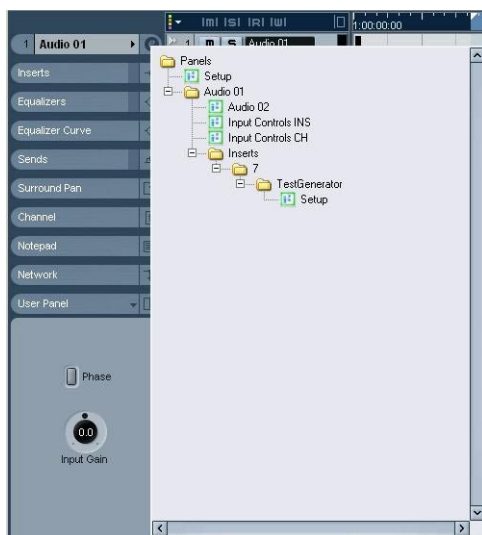 |m| |s| |R| |w|
1:00:00:00
1 Audio 01
1 m S Audio 01
Inserts
Equalizers
Equalizer Curve
Sends
Surround Pan
Channel
Notepad
Network
User Panel
Phase
0.0
Input Gain
Panels
Setup
Audio 01
Audio 02
Input Controls INS
Input Controls CH
Inserts
7
TestGenerator
Setup